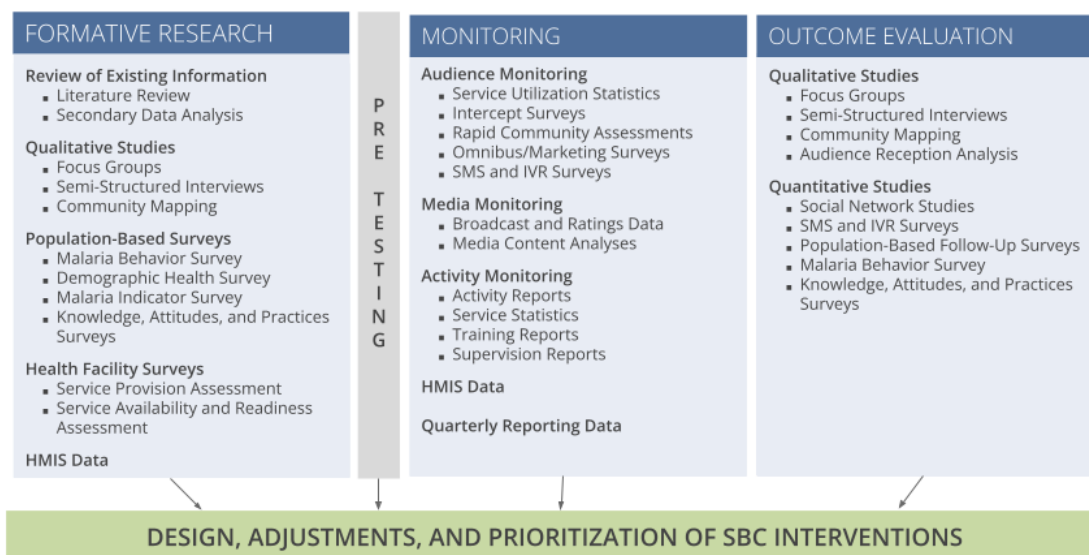 FORMATIVE RESEARCH
Review of Existing Information
▪ Literature Review
▪ Secondary Data Analysis
Qualitative Studies
▪ Focus Groups
▪ Semi-Structured Interviews
▪ Community Mapping
Population-Based Surveys
▪ Malaria Behavior Survey
▪ Demographic Health Survey
▪ Malaria Indicator Survey
▪ Knowledge, Attitudes, and Practices
Surveys
Health Facility Surveys
▪ Service Provision Assessment
▪ Service Availability and Readiness
Assessment
HMIS Data
PRE TESTING
MONITORING
Audience Monitoring
▪ Service Utilization Statistics
▪ Intercept Surveys
▪ Rapid Community Assessments
▪ Omnibus/Marketing Surveys
▪ SMS and IVR Surveys
Media Monitoring
▪ Broadcast and Ratings Data
▪ Media Content Analyses
Activity Monitoring
▪ Activity Reports
▪ Service Statistics
▪ Training Reports
▪ Supervision Reports
HMIS Data
Quarterly Reporting Data
OUTCOME EVALUATION
Qualitative Studies
▪ Focus Groups
▪ Semi-Structured Interviews
▪ Community Mapping
▪ Audience Reception Analysis
Quantitative Studies
▪ Social Network Studies
▪ SMS and IVR Surveys
▪ Population-Based Follow-Up Surveys
▪ Malaria Behavior Survey
▪ Knowledge, Attitudes, and Practices
Surveys
DESIGN, ADJUSTMENTS, AND PRIORITIZATION OF SBC INTERVENTIONS